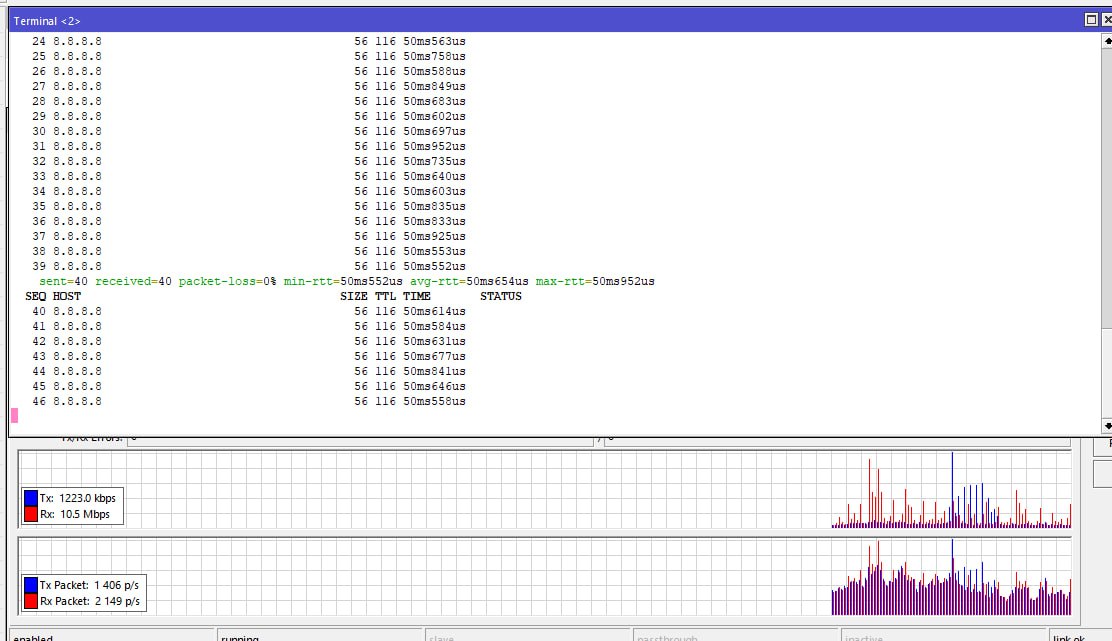 Terminal <2>
24 8.8.8.8 56 116 50ms563us
25 8.8.8.8 56 116 50ms758us
26 8.8.8.8 56 116 50ms588us
27 8.8.8.8 56 116 50ms849us
28 8.8.8.8 56 116 50ms683us
29 8.8.8.8 56 116 50ms602us
30 8.8.8.8 56 116 50ms697us
31 8.8.8.8 56 116 50ms952us
32 8.8.8.8 56 116 50ms735us
33 8.8.8.8 56 116 50ms640us
34 8.8.8.8 56 116 50ms603us
35 8.8.8.8 56 116 50ms835us
36 8.8.8.8 56 116 50ms833us
37 8.8.8.8 56 116 50ms925us
38 8.8.8.8 56 116 50ms553us
39 8.8.8.8 56 116 50ms552us
sent=40 received=40 packet-loss=0% min-rtt=50ms552us avg-rtt=50ms654us max-rtt=50ms952us
SEQ HOST SIZE TTL TIME STATUS
40 8.8.8.8 56 116 50ms614us
41 8.8.8.8 56 116 50ms584us
42 8.8.8.8 56 116 50ms631us
43 8.8.8.8 56 116 50ms677us
44 8.8.8.8 56 116 50ms841us
45 8.8.8.8 56 116 50ms646us
46 8.8.8.8 56 116 50ms558us
Tx/Rx Errors: /
Tx: 1223.0 kbps
Rx: 10.5 Mbps
Tx Packet: 1 406 p/s
Rx Packet: 2 149 p/s
enabled running slave passthrough inactive link ok